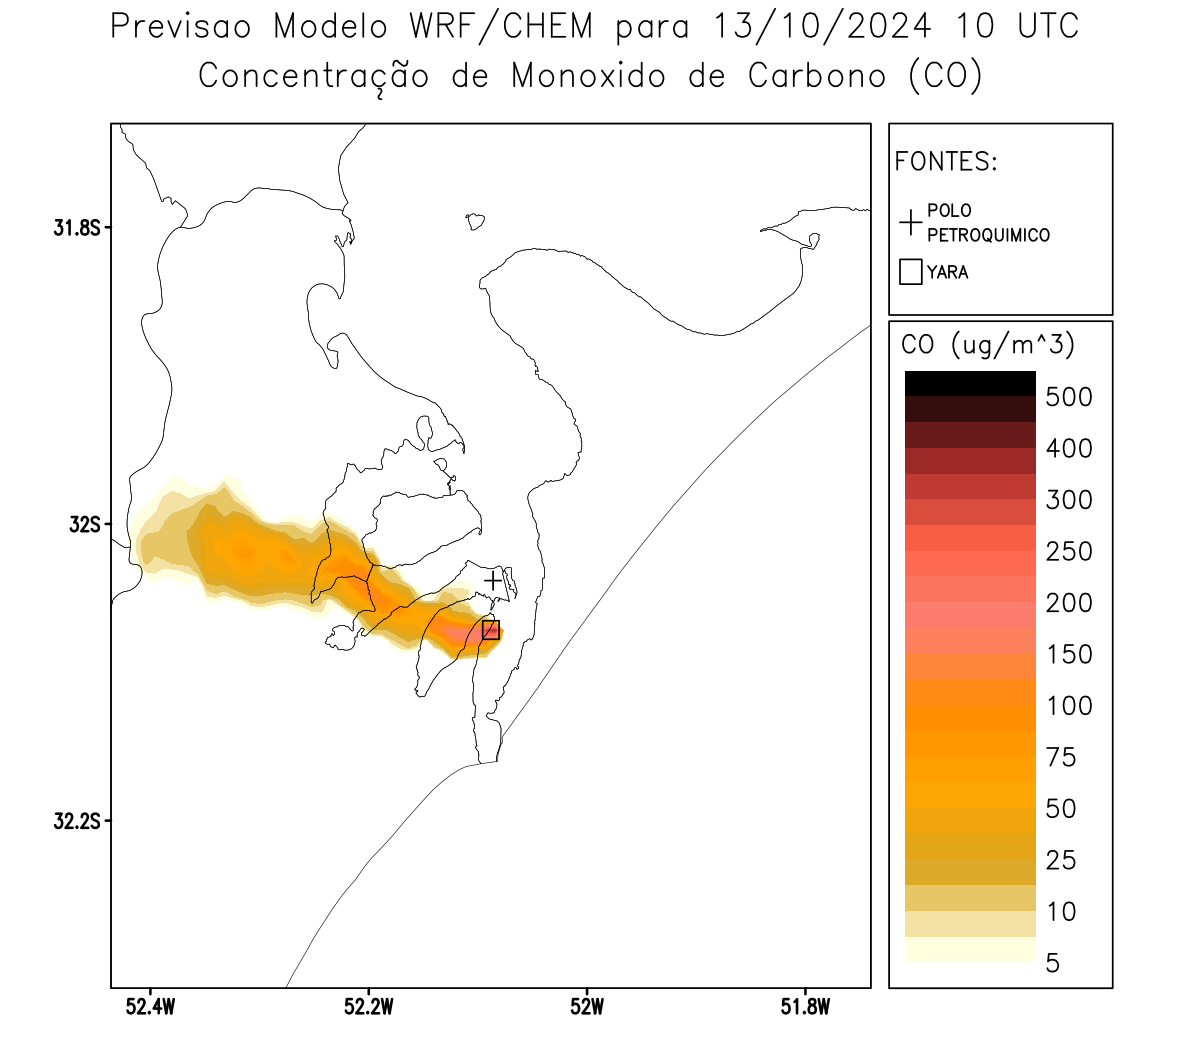 Previsao Modelo WRF/CHEM para 13/10/2024 10 UTC
Concentração de Monoxido de Carbono (CO)
FONTES:
POLO
PETROQUIMICO
YARA
CO (ug/m^3)
500
400
300
250
200
150
100
75
50
25
10
5
31.8S
32S
32.2S
52.4W
52.2W
52W
51.8W